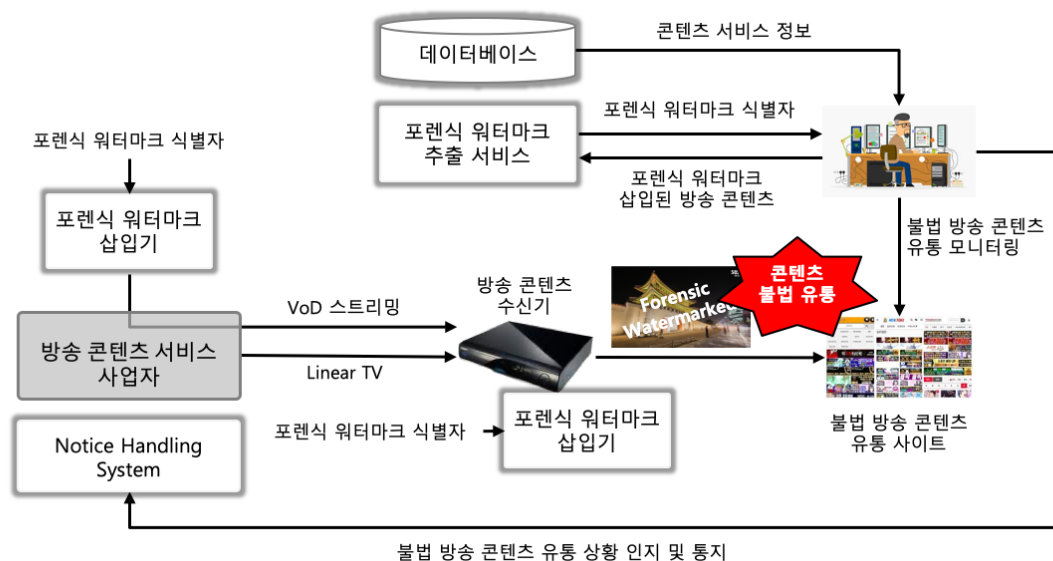 콘텐츠 서비스 정보
데이터베이스
포렌식 워터마크
추출 서비스
포렌식 워터마크 식별자
포렌식 워터마크
삽입된 방송 콘텐츠
포렌식 워터마크 식별자
포렌식 워터마크
삽입기
불법 방송 콘텐츠
유통 모니터링
콘텐츠
불법 유통
방송 콘텐츠
수신기
Forensic
Watermarked
VoD 스트리밍
방송 콘텐츠 서비스
사업자
Linear TV
포렌식 워터마크 식별자
포렌식 워터마크
삽입기
불법 방송 콘텐츠
유통 사이트
Notice Handling
System
불법 방송 콘텐츠 유통 상황 인지 및 통지